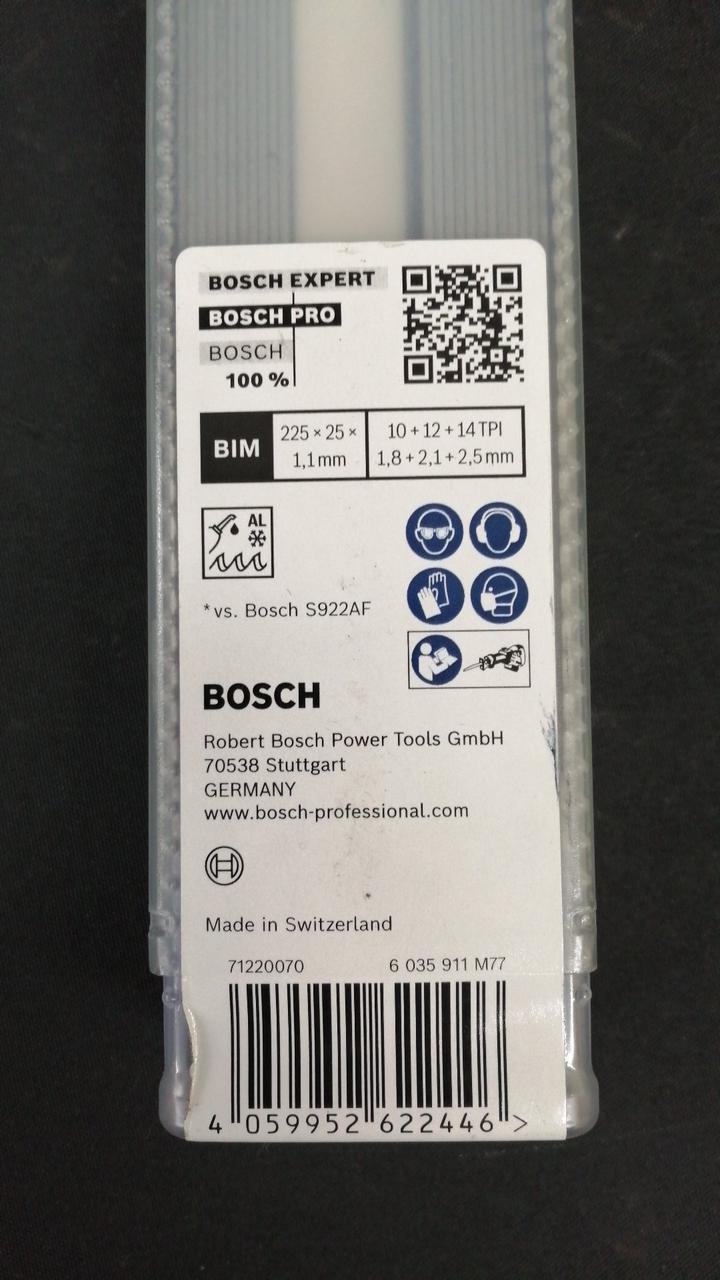 BOSCH EXPERT
BOSCH PRO
BOSCH
100 %
BIM
225 × 25 ×
1,1 mm
10 + 12 + 14 TPI
1,8 + 2,1 + 2,5 mm
AL
* vs. Bosch S922AF
BOSCH
Robert Bosch Power Tools GmbH
70538 Stuttgart
GERMANY
www.bosch-professional.com
Made in Switzerland
71220070 6 035 911 M77
4 059952 622446 >